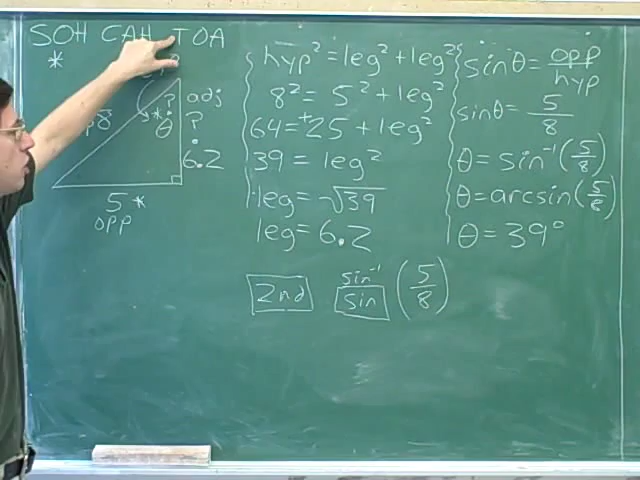 SOH CAH TOA
*
?
adj
?
8
*
θ
6.2
5 *
opp
hyp² = leg² + leg²
8² = 5² + leg²
64 = 25 + leg²
39 = leg²
leg = √39
leg = 6.2
sinθ = opp/hyp
sinθ = 5/8
θ = sin⁻¹(5/8)
θ = arcsin(5/8)
θ = 39°
2nd sin⁻¹ sin (5/8)